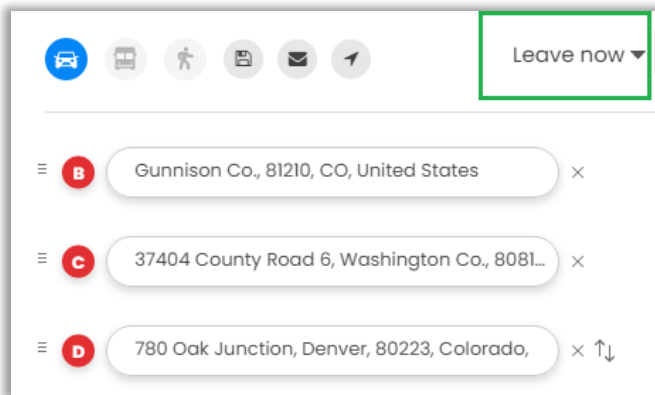 Leave now
B Gunnison Co., 81210, CO, United States
C 37404 County Road 6, Washington Co., 8081...
D 780 Oak Junction, Denver, 80223, Colorado,